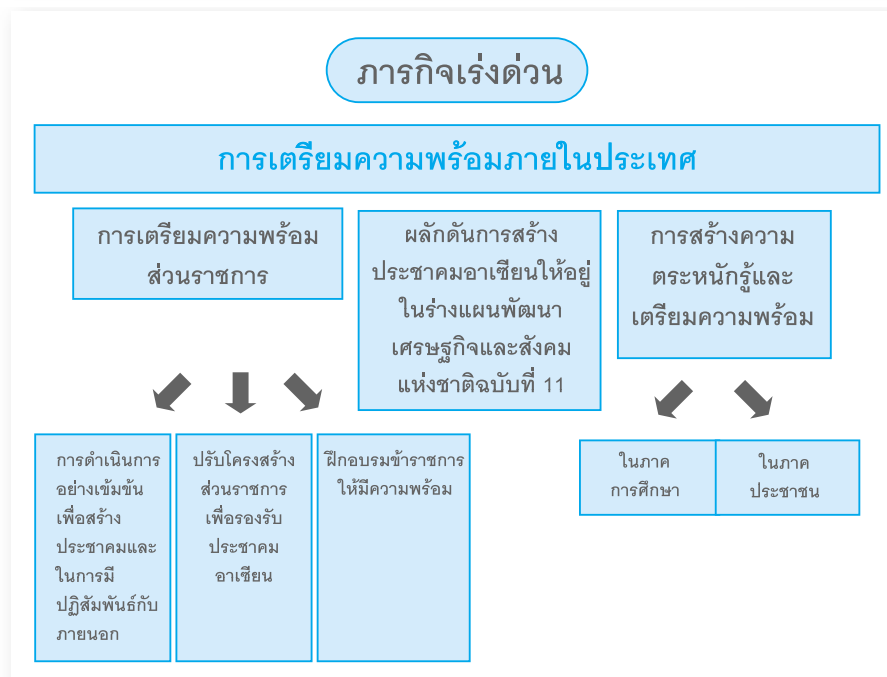 ภารกิจเร่งด่วน
การเตรียมความพร้อมภายในประเทศ
การเตรียมความพร้อม
ส่วนราชการ
ผลักดันการสร้าง
ประชาคมอาเซียนให้อยู่
ในร่างแผนพัฒนา
เศรษฐกิจและสังคม
แห่งชาติฉบับที่ 11
การสร้างความ
ตระหนักรู้และ
เตรียมความพร้อม
การดำเนินการ
อย่างเข้มข้น
เพื่อสร้าง
ประชาคมและ
ในการมี
ปฏิสัมพันธ์กับ
ภายนอก
ปรับโครงสร้าง
ส่วนราชการ
เพื่อรองรับ
ประชาคม
อาเซียน
ฝึกอบรมข้าราชการ
ให้มีความพร้อม
ในภาค
การศึกษา
ในภาค
ประชาชน